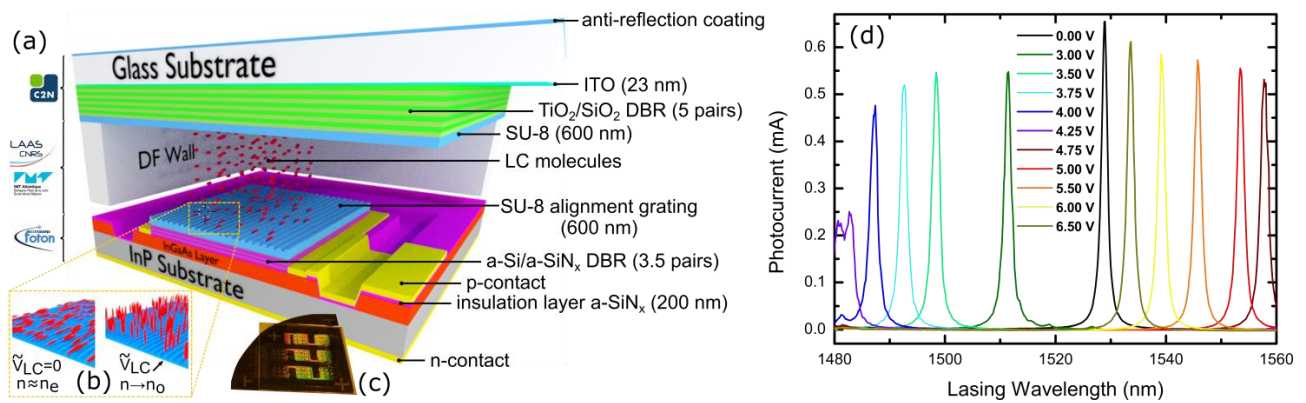 (a)
anti-reflection coating
Glass Substrate
ITO (23 nm)
TiO₂/SiO₂ DBR (5 pairs)
SU-8 (600 nm)
DF Wall
LC molecules
SU-8 alignment grating
(600 nm)
InGaAs Layer
a-Si/a-SiNₓ DBR (3.5 pairs)
InP Substrate
p-contact
insulation layer a-SiNₓ (200 nm)
n-contact
C2N
LAAS
CNRS
foton
ṼLC=0
n≈nₑ
(b)
ṼLC↗
n→nₒ
(c)
(d)
Photocurrent (mA)
0.6
0.5
0.4
0.3
0.2
0.1
0.0
0.00 V
3.00 V
3.50 V
3.75 V
4.00 V
4.25 V
4.75 V
5.00 V
5.50 V
6.00 V
6.50 V
1480
1500
1520
1540
1560
Lasing Wavelength (nm)